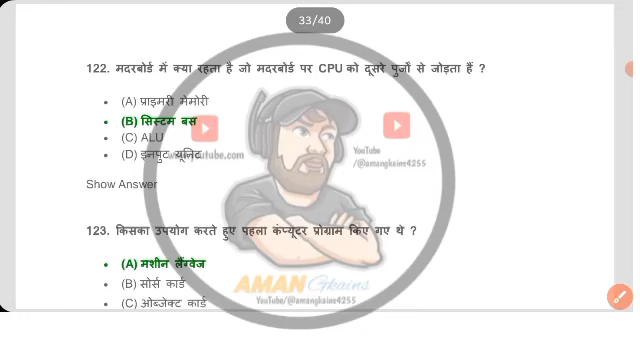 33/40
122. मदरबोर्ड में क्या रहता है जो मदरबोर्ड पर CPU को दूसरे पुर्जो से जोड़ता हैं ?
(A) प्राइमरी मेमोरी
(B) सिस्टम बस
(C) ALU
(D) इनपुट यूनिट
YouTube
/@amangkains4255
Show Answer
123. किसका उपयोग करते हुए पहला कंप्यूटर प्रोग्राम किए गए थे ?
(A) मशीन लैंग्वेज
(B) सोर्स कार्ड
(C) ओब्जेक्ट कार्ड
AMAN Gkains
YouTube/@amangkains4255